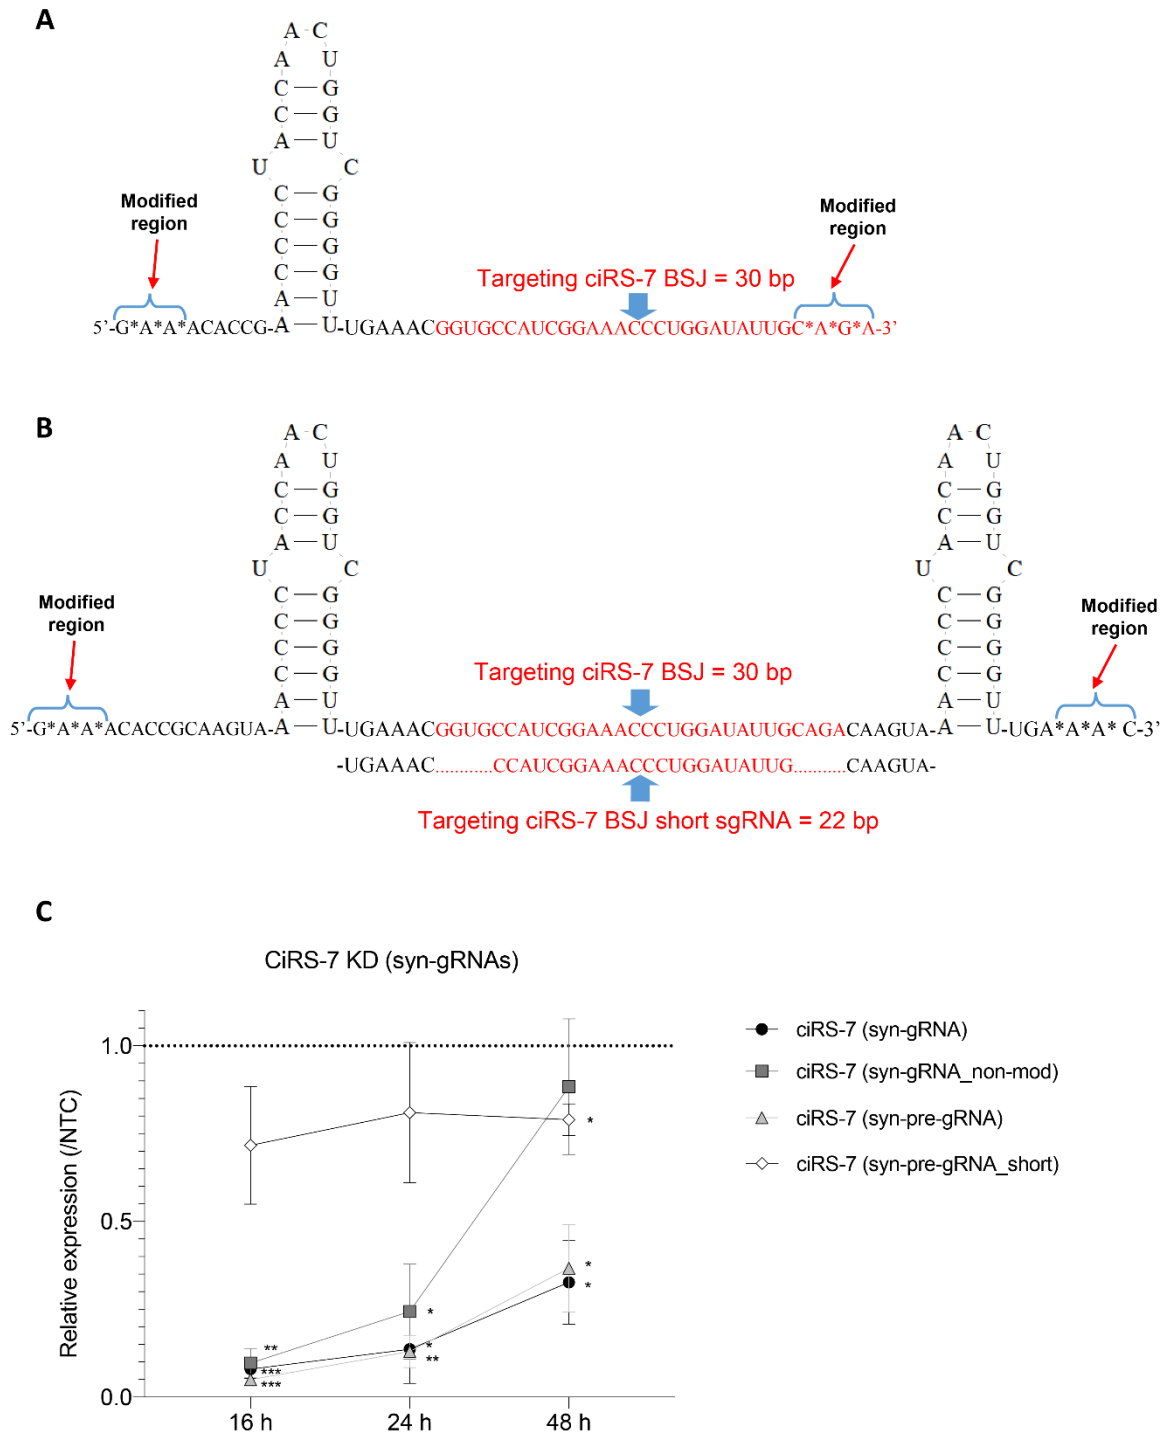 A
A C
A U
C G
C G
A U
U C
C G
C G
C G
C G
A U
Modified
region
Modified
region
Targeting ciRS-7 BSJ = 30 bp
5'-G*A*A*ACACCG-A U-UGAAACGGUGCCAUCGGAAACCCUGGAUAUUGC*A*G*A-3'
B
A C A C
A U A U
C G C G
C G C G
A U A U
U C U C
C G C G
C G C G
C G C G
C G C G
A U A U
Modified
region
Modified
region
Targeting ciRS-7 BSJ = 30 bp
5'-G*A*A*ACACCGCAAGUA-A U-UGAAACGGUGCCAUCGGAAACCCUGGAUAUUGCAGACAAGUA-A U-UGA*A*A*C-3'
-UGAAAC...........CCAUCGGAAACCCUGGAUAUUG..........CAAGUA-
Targeting ciRS-7 BSJ short sgRNA = 22 bp
C
CiRS-7 KD (syn-gRNAs)
Relative expression (/NTC)
1.0
0.5
0.0
16 h
24 h
48 h
**
***
***
*
*
**
*
*
*
ciRS-7 (syn-gRNA)
ciRS-7 (syn-gRNA_non-mod)
ciRS-7 (syn-pre-gRNA)
ciRS-7 (syn-pre-gRNA_short)